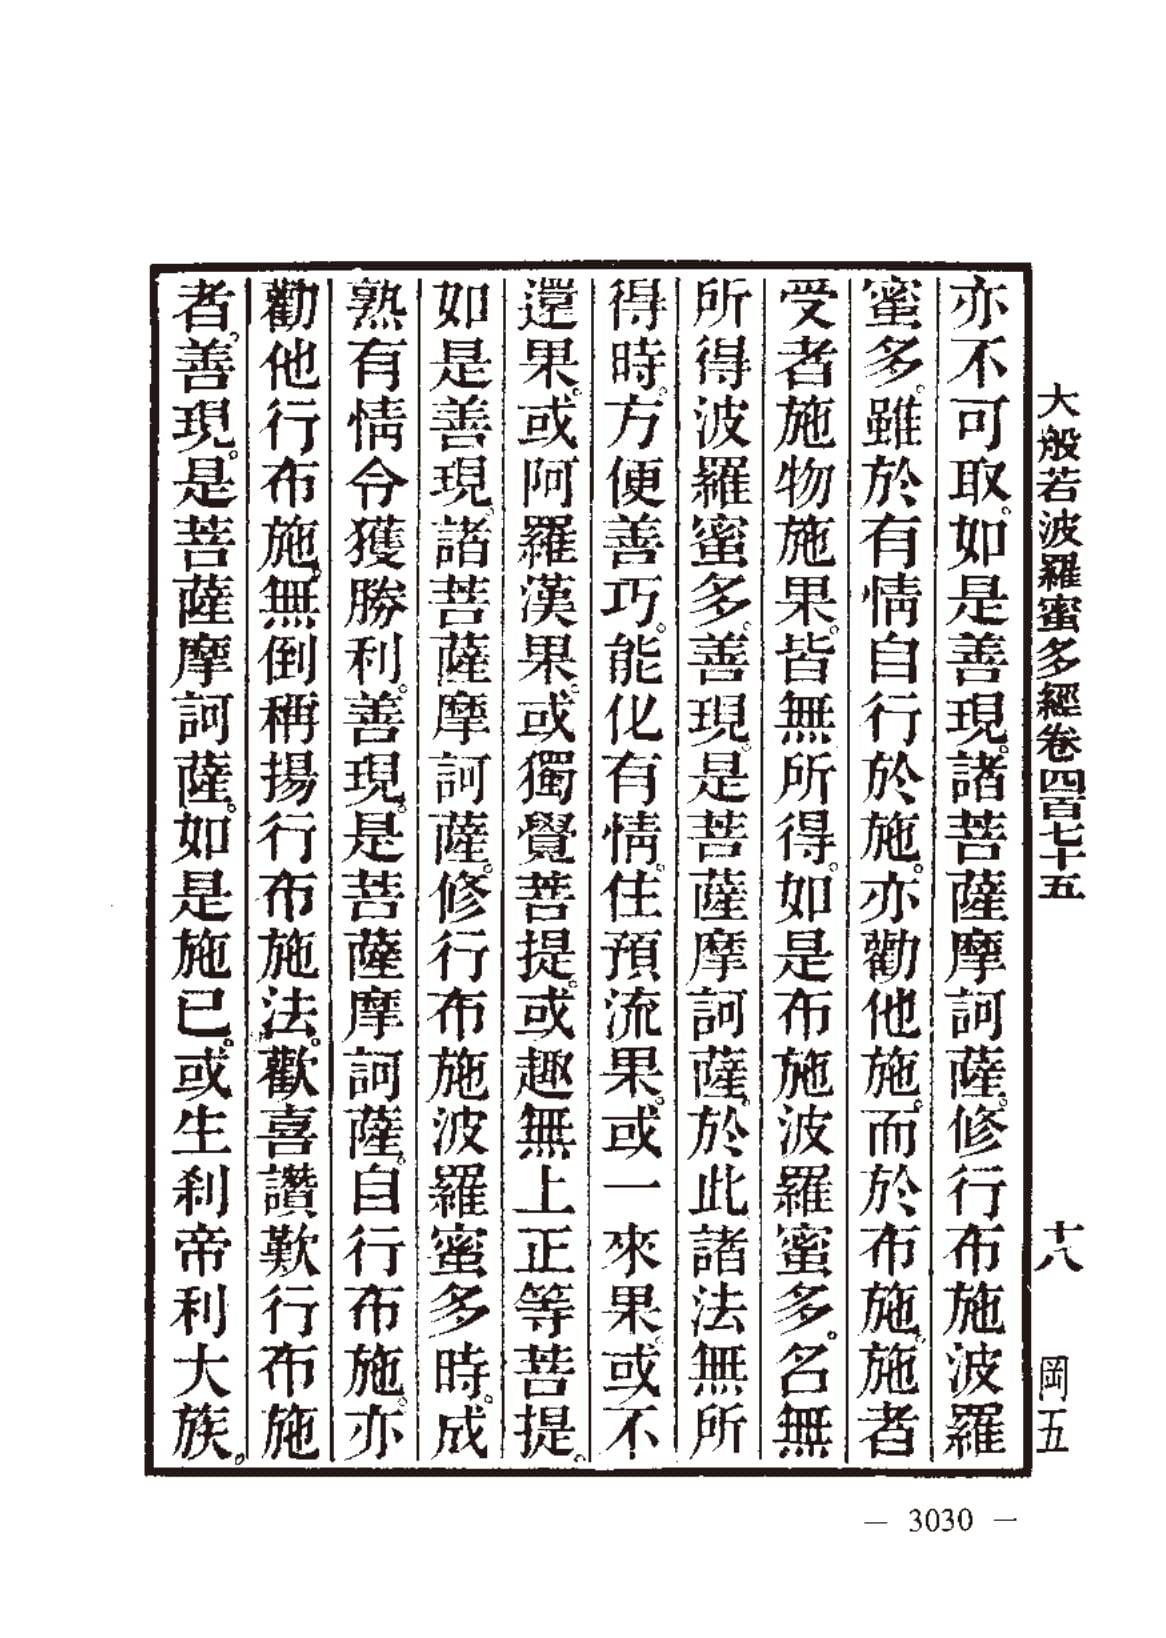 大般若波羅蜜多經卷四百七十五　十八　岡五
亦不可取。如是善現。諸菩薩摩訶薩。修行布施波羅
蜜多。雖於有情自行於施。亦勸他施。而於布施。施者
受者施物施果。皆無所得。如是布施波羅蜜多。名無
所得波羅蜜多。善現。是菩薩摩訶薩。於此諸法無所
得時。方便善巧。能化有情。住預流果。或一來果。或不
還果。或阿羅漢果。或獨覺菩提。或趣無上正等菩提。
如是善現。諸菩薩摩訶薩。修行布施波羅蜜多時。成
熟有情令獲勝利。善現。是菩薩摩訶薩。自行布施。亦
勸他行布施。無倒稱揚行布施法。歡喜讚歎行布施
者。善現。是菩薩摩訶薩。如是施已。或生刹帝利大族。
— 3030 —